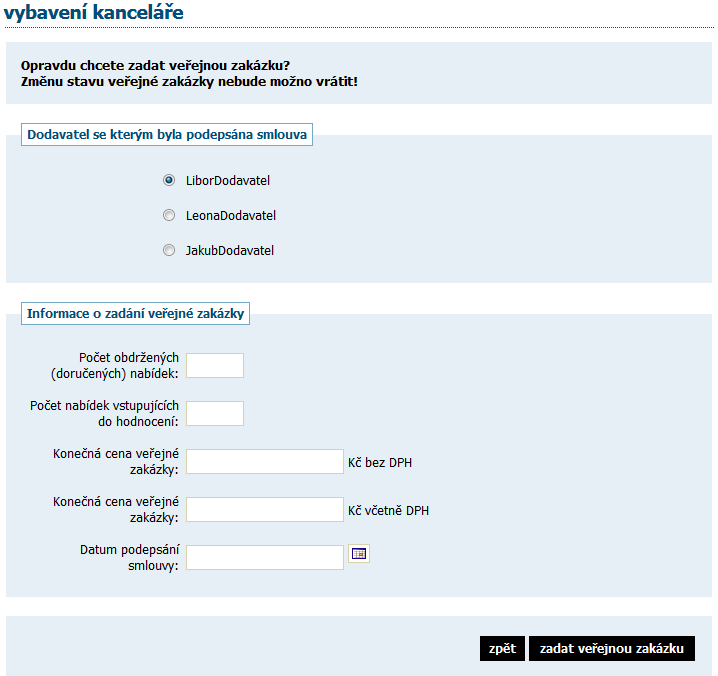 vybavení kanceláře
Opravdu chcete zadat veřejnou zakázku?
Změnu stavu veřejné zakázky nebude možno vrátit!
Dodavatel se kterým byla podepsána smlouva
LiborDodavatel
LeonaDodavatel
JakubDodavatel
Informace o zadání veřejné zakázky
Počet obdržených
(doručených) nabídek:
Počet nabídek vstupujících
do hodnocení:
Konečná cena veřejné
zakázky:
Kč bez DPH
Konečná cena veřejné
zakázky:
Kč včetně DPH
Datum podepsání
smlouvy:
zpět
zadat veřejnou zakázku